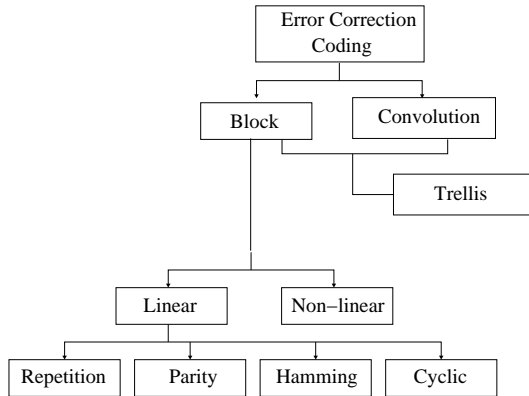 Error Correction
Coding
Block
Convolution
Trellis
Linear
Non−linear
Repetition
Parity
Hamming
Cyclic